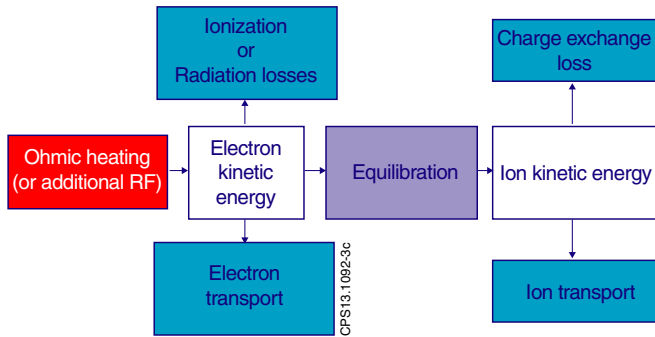 Ionization
or
Radiation losses
Charge exchange
loss
Ohmic heating
(or additional RF)
Electron
kinetic
energy
Equilibration
Ion kinetic energy
Electron
transport
CPS13.1092-3c
Ion transport